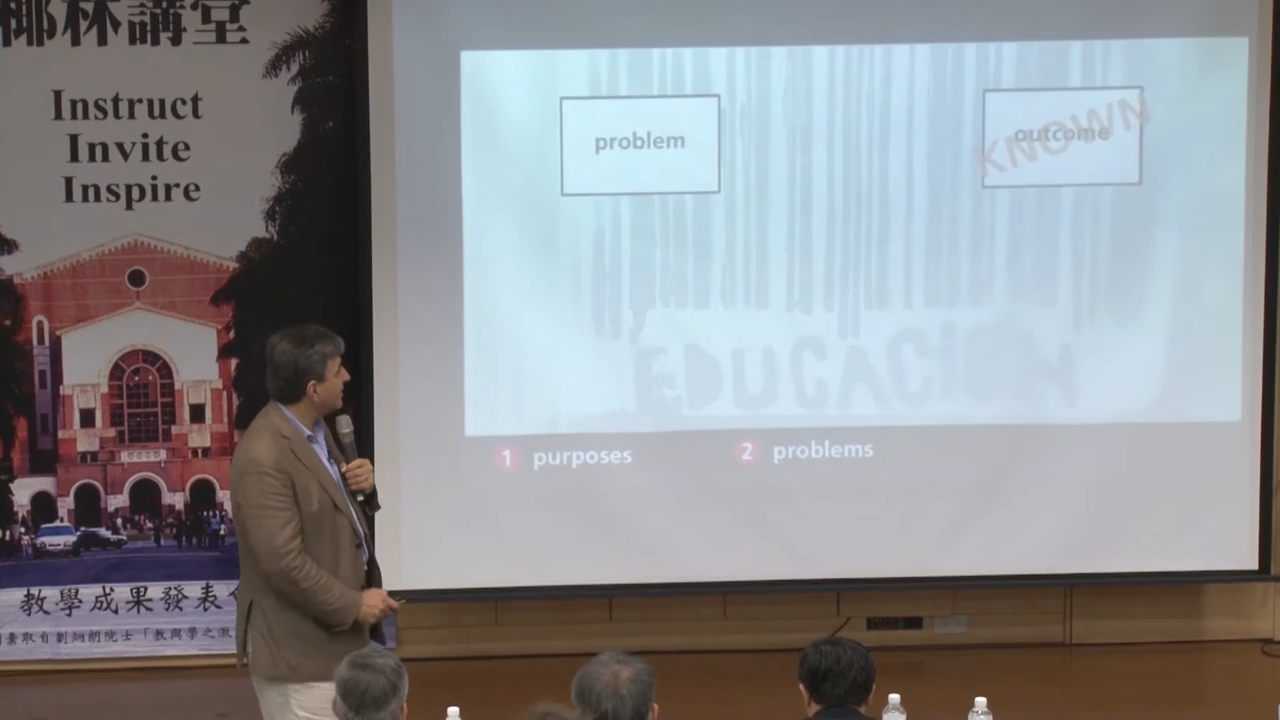 椰林講堂
Instruct
Invite
Inspire
教學成果發表
problem
outcome
KNOWN
EDUCACION
1 purposes
2 problems